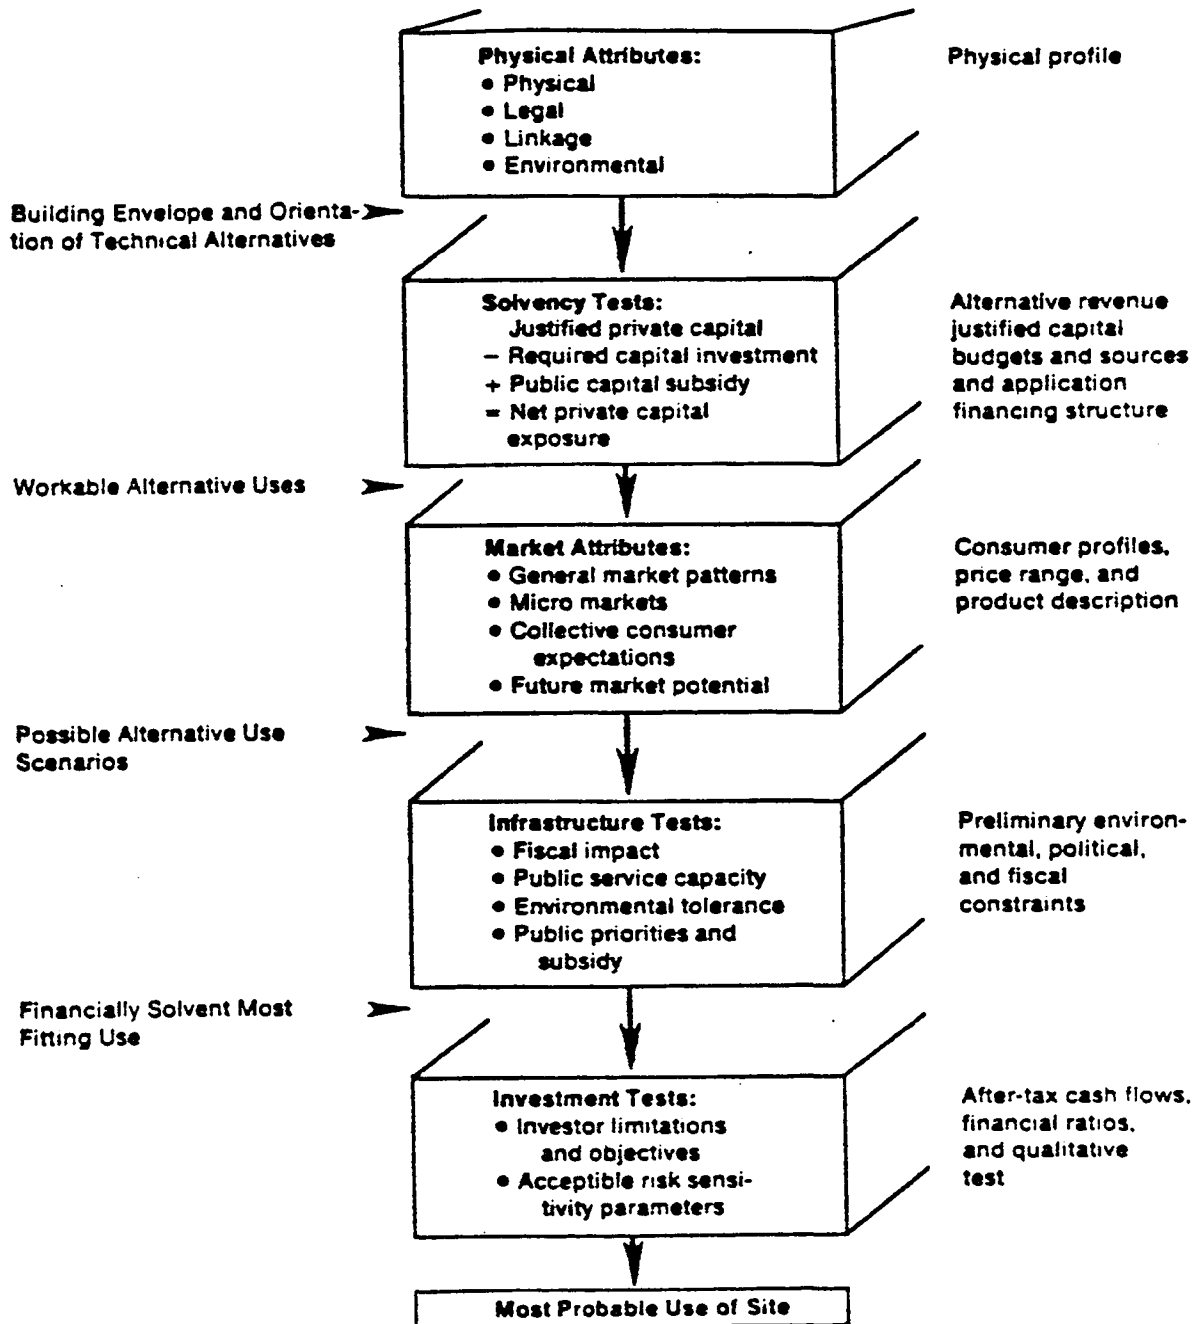 Physical Attributes:
• Physical
• Legal
• Linkage
• Environmental
Physical profile
Building Envelope and Orienta-
tion of Technical Alternatives
Solvency Tests:
Justified private capital
− Required capital investment
+ Public capital subsidy
= Net private capital
exposure
Alternative revenue
justified capital
budgets and sources
and application
financing structure
Workable Alternative Uses
Market Attributes:
• General market patterns
• Micro markets
• Collective consumer
expectations
• Future market potential
Consumer profiles,
price range, and
product description
Possible Alternative Use
Scenarios
Infrastructure Tests:
• Fiscal impact
• Public service capacity
• Environmental tolerance
• Public priorities and
subsidy
Preliminary environ-
mental, political,
and fiscal
constraints
Financially Solvent Most
Fitting Use
Investment Tests:
• Investor limitations
and objectives
• Acceptible risk sensi-
tivity parameters
After-tax cash flows,
financial ratios,
and qualitative
test
Most Probable Use of Site